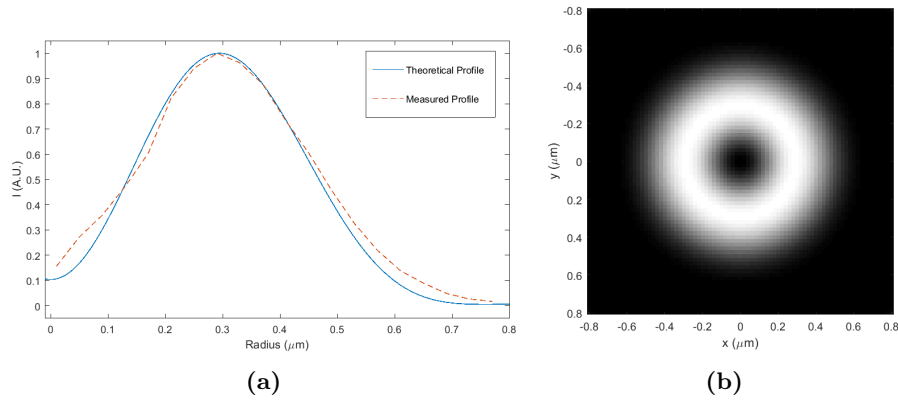 1
0.9
0.8
0.7
0.6
0.5
0.4
0.3
0.2
0.1
0
I (A.U.)
0 0.1 0.2 0.3 0.4 0.5 0.6 0.7 0.8
Radius (μm)
Theoretical Profile
Measured Profile
(a)
-0.8
-0.6
-0.4
-0.2
0
0.2
0.4
0.6
0.8
y (μm)
-0.8 -0.6 -0.4 -0.2 0 0.2 0.4 0.6 0.8
x (μm)
(b)